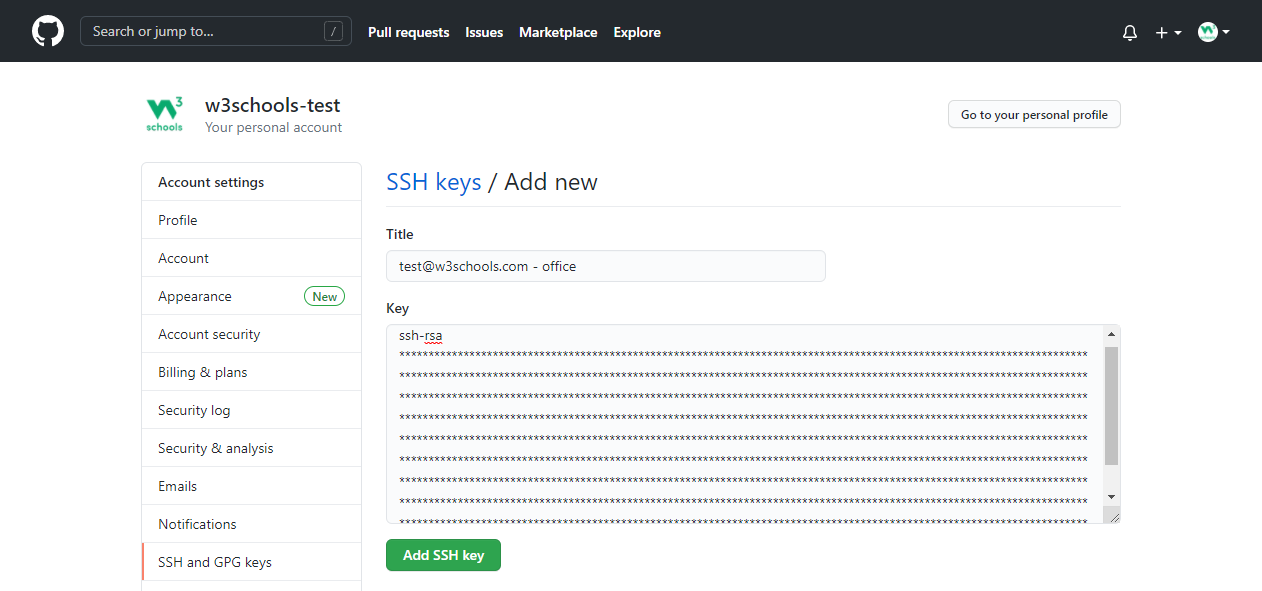 Search or jump to... /
Pull requests
Issues
Marketplace
Explore
w3schools-test
Your personal account
Go to your personal profile
Account settings
Profile
Account
Appearance New
Account security
Billing & plans
Security log
Security & analysis
Emails
Notifications
SSH and GPG keys
SSH keys / Add new
Title
test@w3schools.com - office
Key
ssh-rsa
Add SSH key
W3
schools